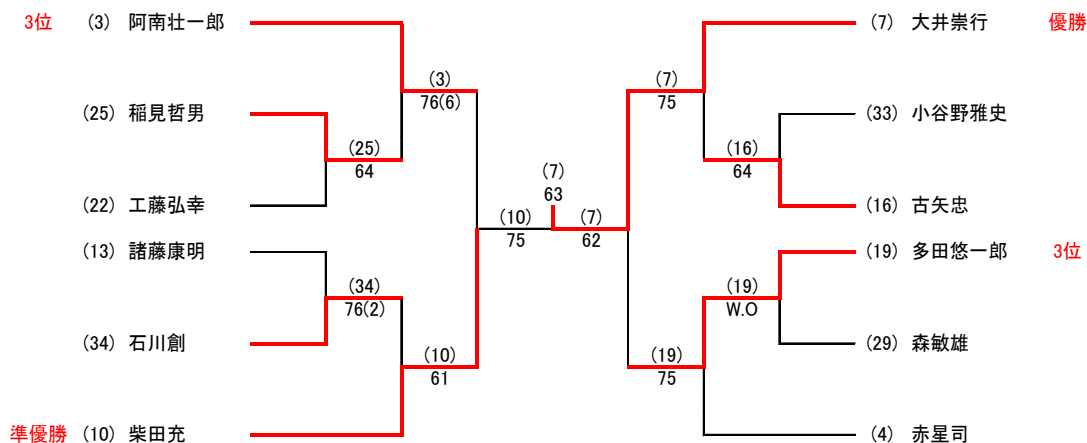 3位 (3) 阿南壮一郎
(25) 稲見哲男
(22) 工藤弘幸
(13) 諸藤康明
(34) 石川創
準優勝 (10) 柴田充
(25)
64
(34)
76(2)
(3)
76(6)
(10)
61
(10)
75
(7)
63
(7)
62
(7)
75
(19)
75
(16)
64
(19)
W.O
(7) 大井崇行 優勝
(33) 小谷野雅史
(16) 古矢忠
(19) 多田悠一郎 3位
(29) 森敏雄
(4) 赤星司